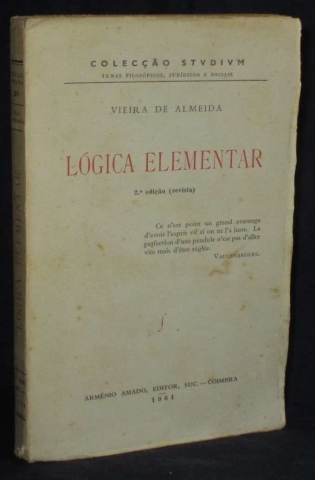 COLECÇÃO STVDIVM
TEMAS FILOSÓFICOS, JURÍDICOS E SOCIAIS
VIEIRA DE ALMEIDA
LÓGICA ELEMENTAR
2.ª edição (revista)
Ce n'est point un grand avantage
d'avoir l'esprit vif si on ne l'a juste. La
perfection d'une pendule n'est pas d'aller
vite mais d'être réglée.
VAUVENARGUES.
ARMÉNIO AMADO, EDITOR, SUC. — COIMBRA
1961